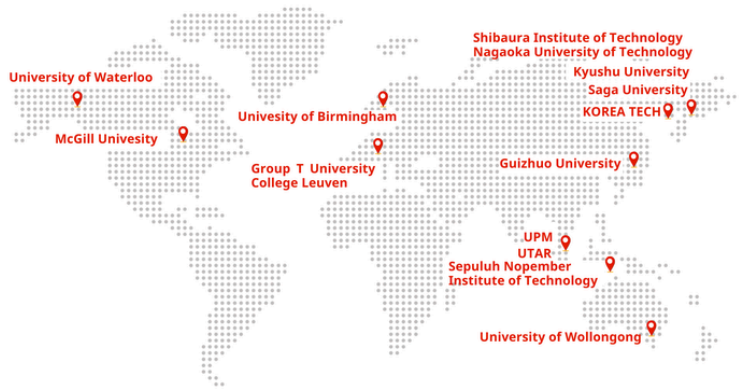 Shibaura Institute of Technology
Nagaoka University of Technology
Kyushu University
Saga University
KOREA TECH
University of Waterloo
McGill Univesity
Univesity of Birmingham
Group T University
College Leuven
Guizhuo University
UPM
UTAR
Sepuluh Nopember
Institute of Technology
University of Wollongong